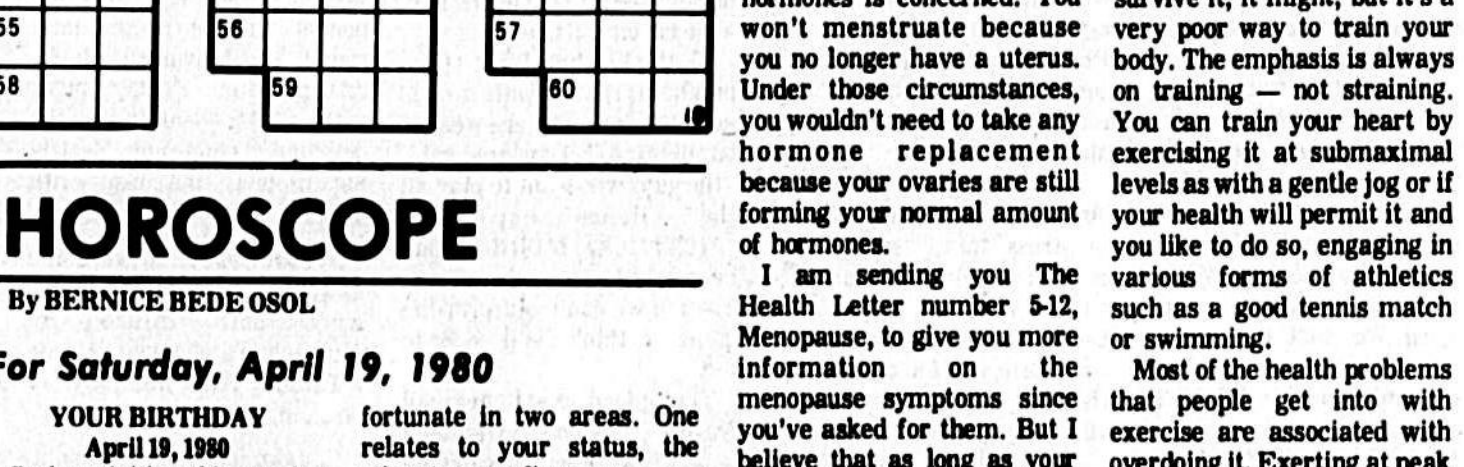 55
56
57
58
59
60
HOROSCOPE
By BERNICE BEDE OSOL
For Saturday, April 19, 1980
YOUR BIRTHDAY
April 19, 1980
fortunate in two areas. One
relates to your status, the
hormones is concerned. You
won't menstruate because
you no longer have a uterus.
Under those circumstances,
you wouldn't need to take any
hormone replacement
because your ovaries are still
forming your normal amount
of hormones.
I am sending you The
Health Letter number 5-12,
Menopause, to give you more
information on the
menopause symptoms since
you've asked for them. But I
believe that as long as your
survive it, it might, but it's a
very poor way to train your
body. The emphasis is always
on training — not straining.
You can train your heart by
exercising it at submaximal
levels as with a gentle jog or if
your health will permit it and
you like to do so, engaging in
various forms of athletics
such as a good tennis match
or swimming.
Most of the health problems
that people get into with
exercise are associated with
overdoing it. Exerting at peak